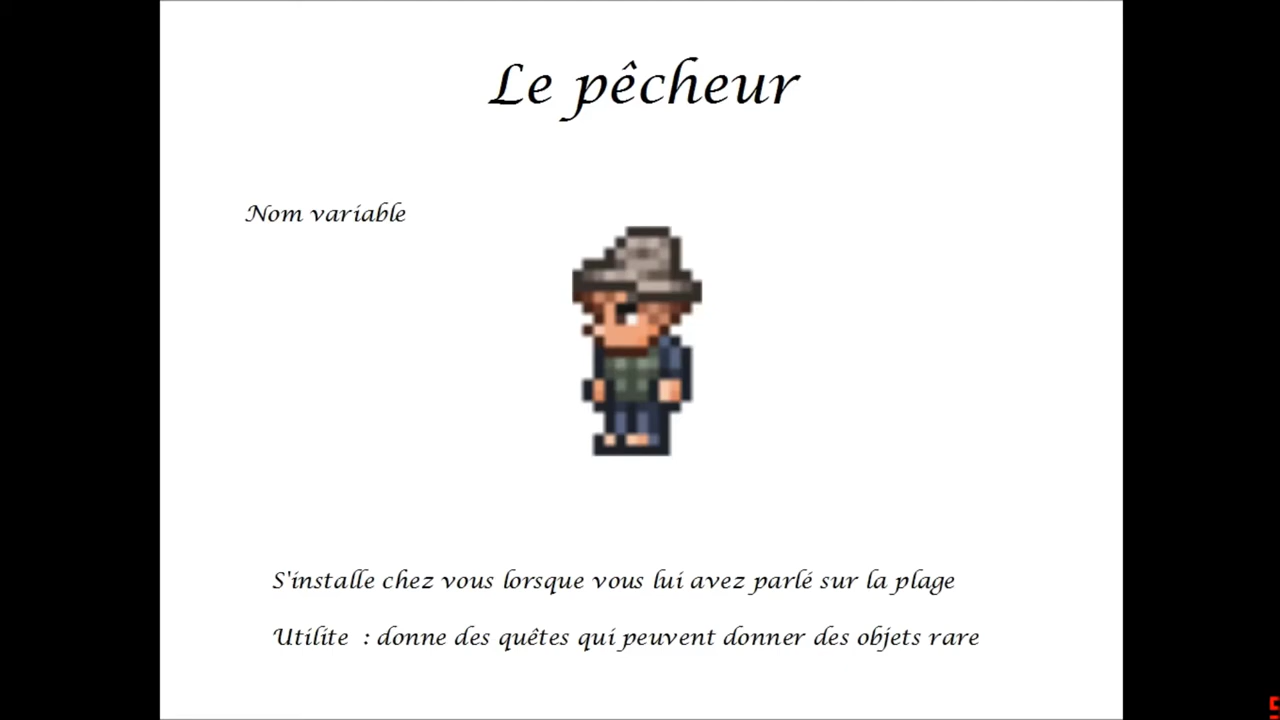 Le pêcheur
Nom variable
S'installe chez vous lorsque vous lui avez parlé sur la plage
Utilite : donne des quêtes qui peuvent donner des objets rare